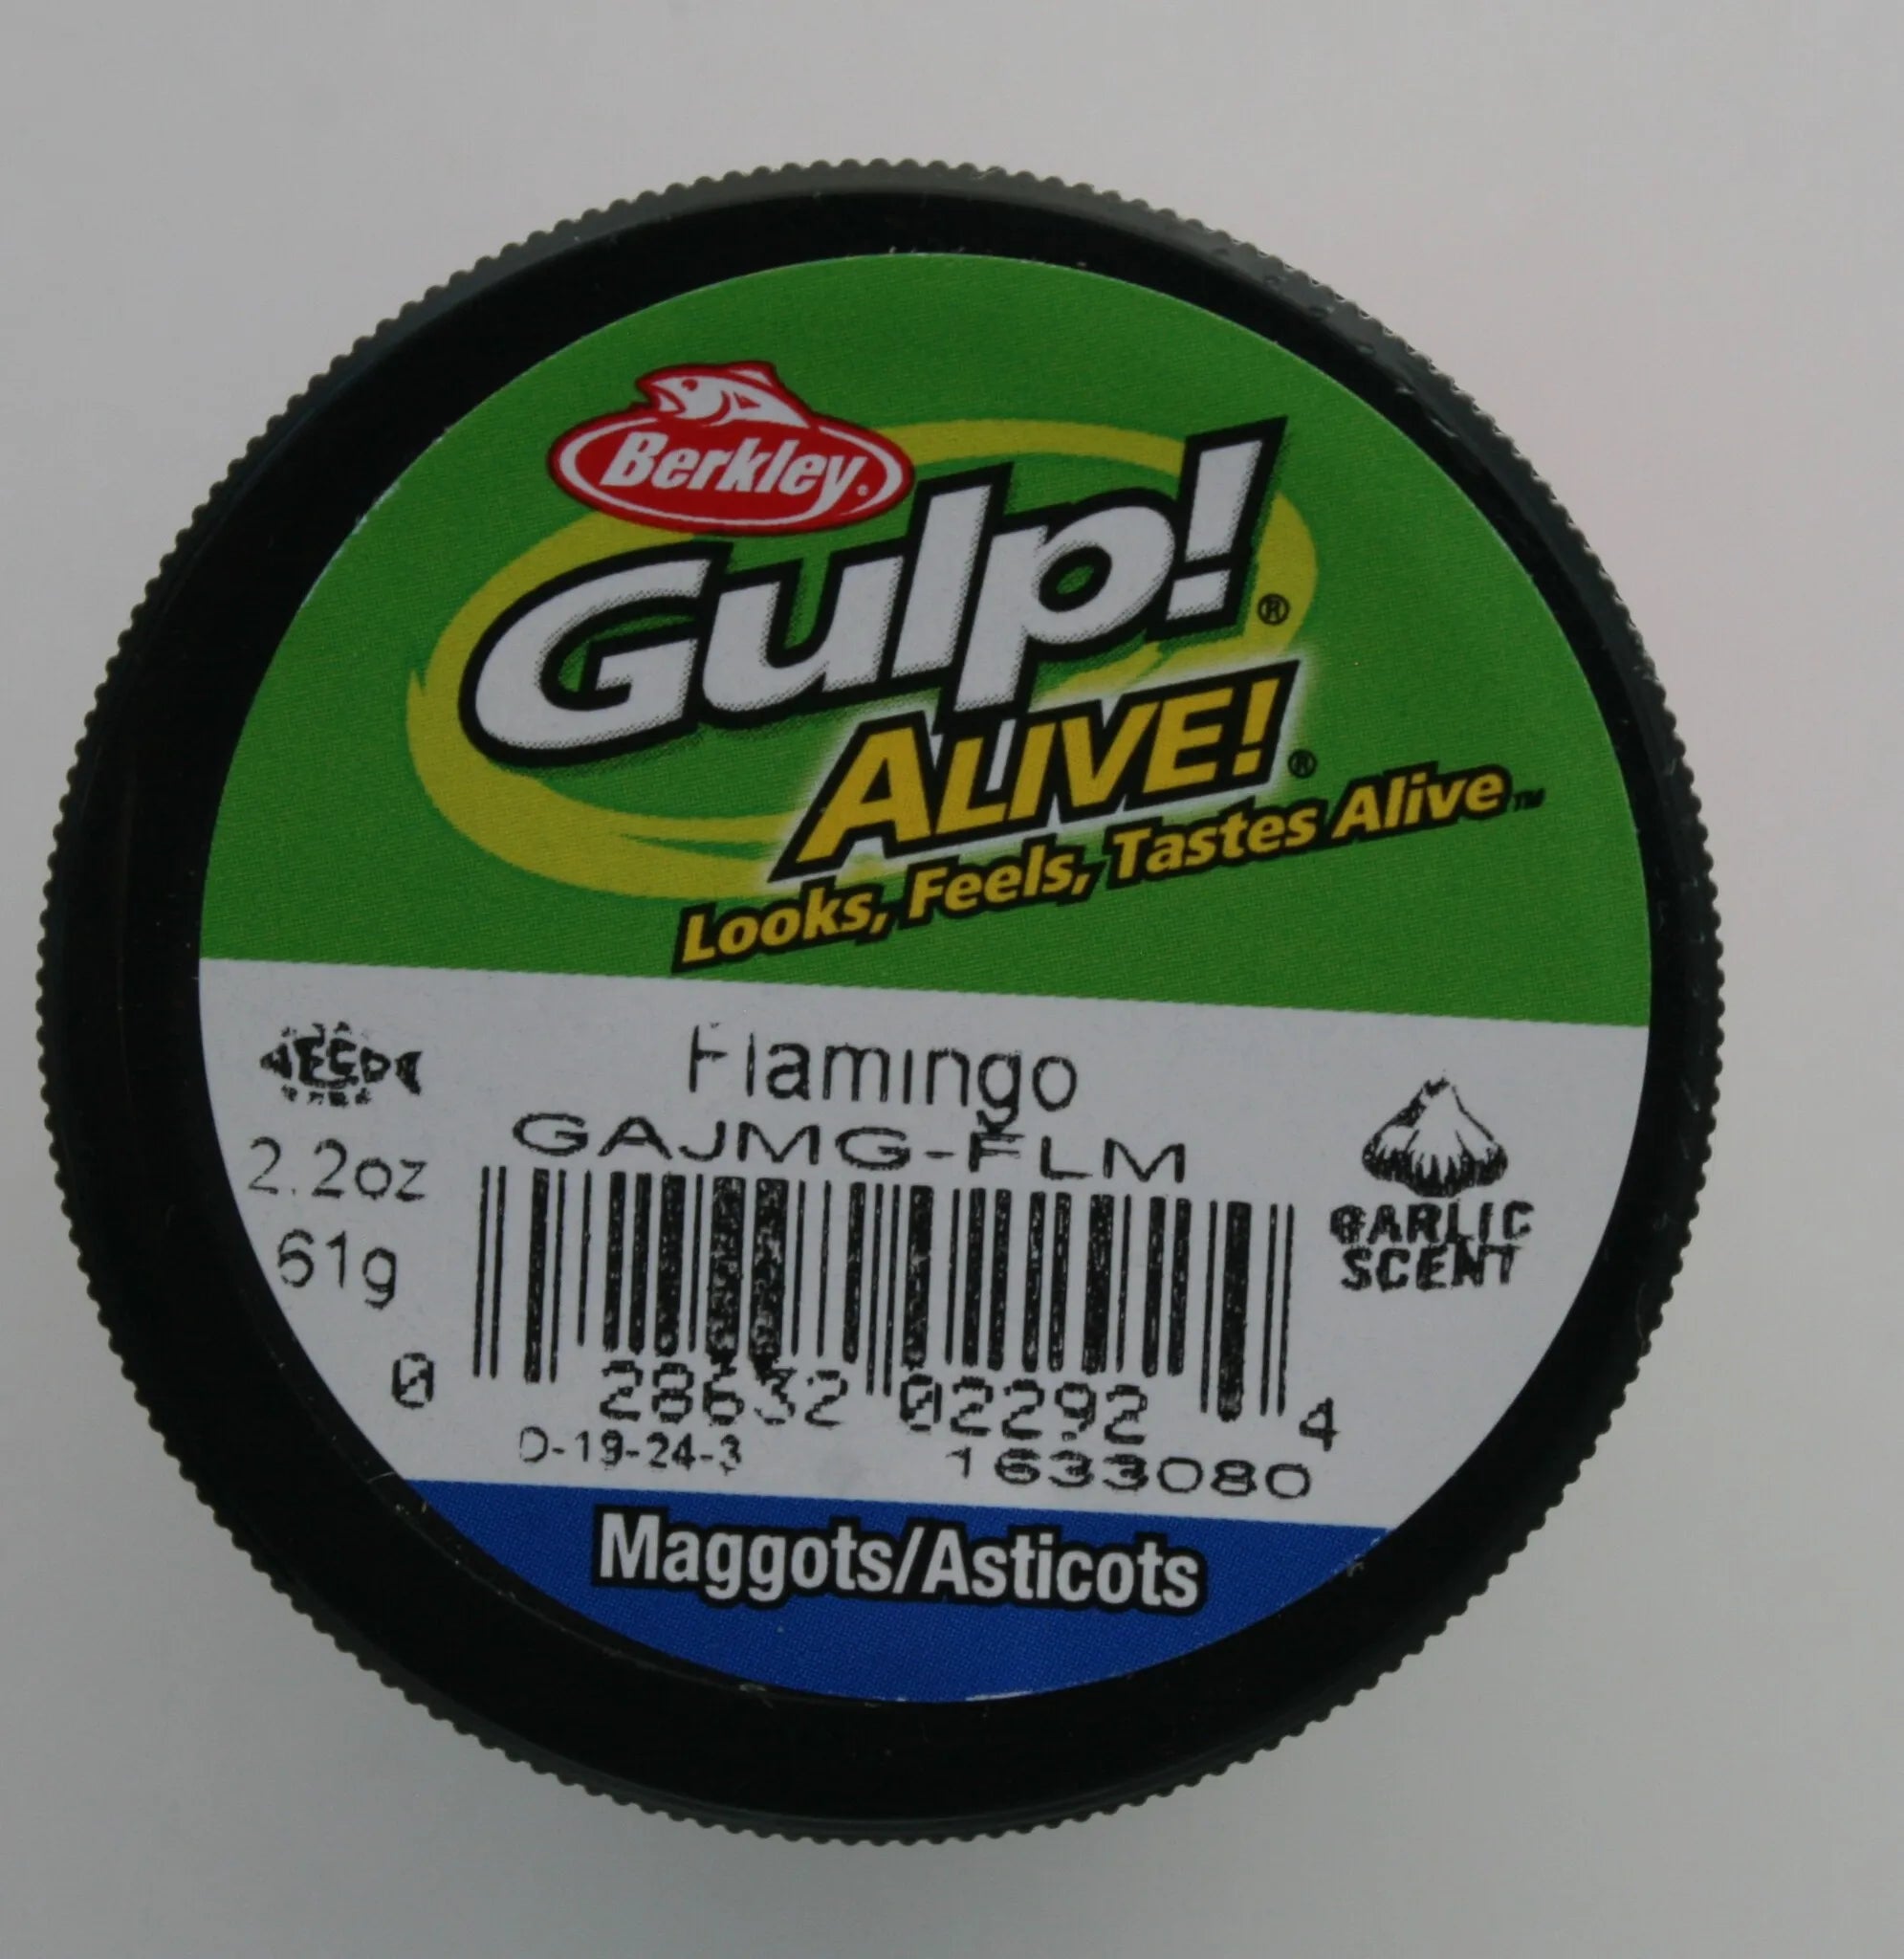 Berkley®
Gulp!®
ALIVE!®
Looks, Feels, Tastes Alive™
Flamingo
GAJMG-FLM
2.2oz
61g
GARLIC
SCENT
0 28632 02292 4
D-19-24-3 1633080
Maggots/Asticots